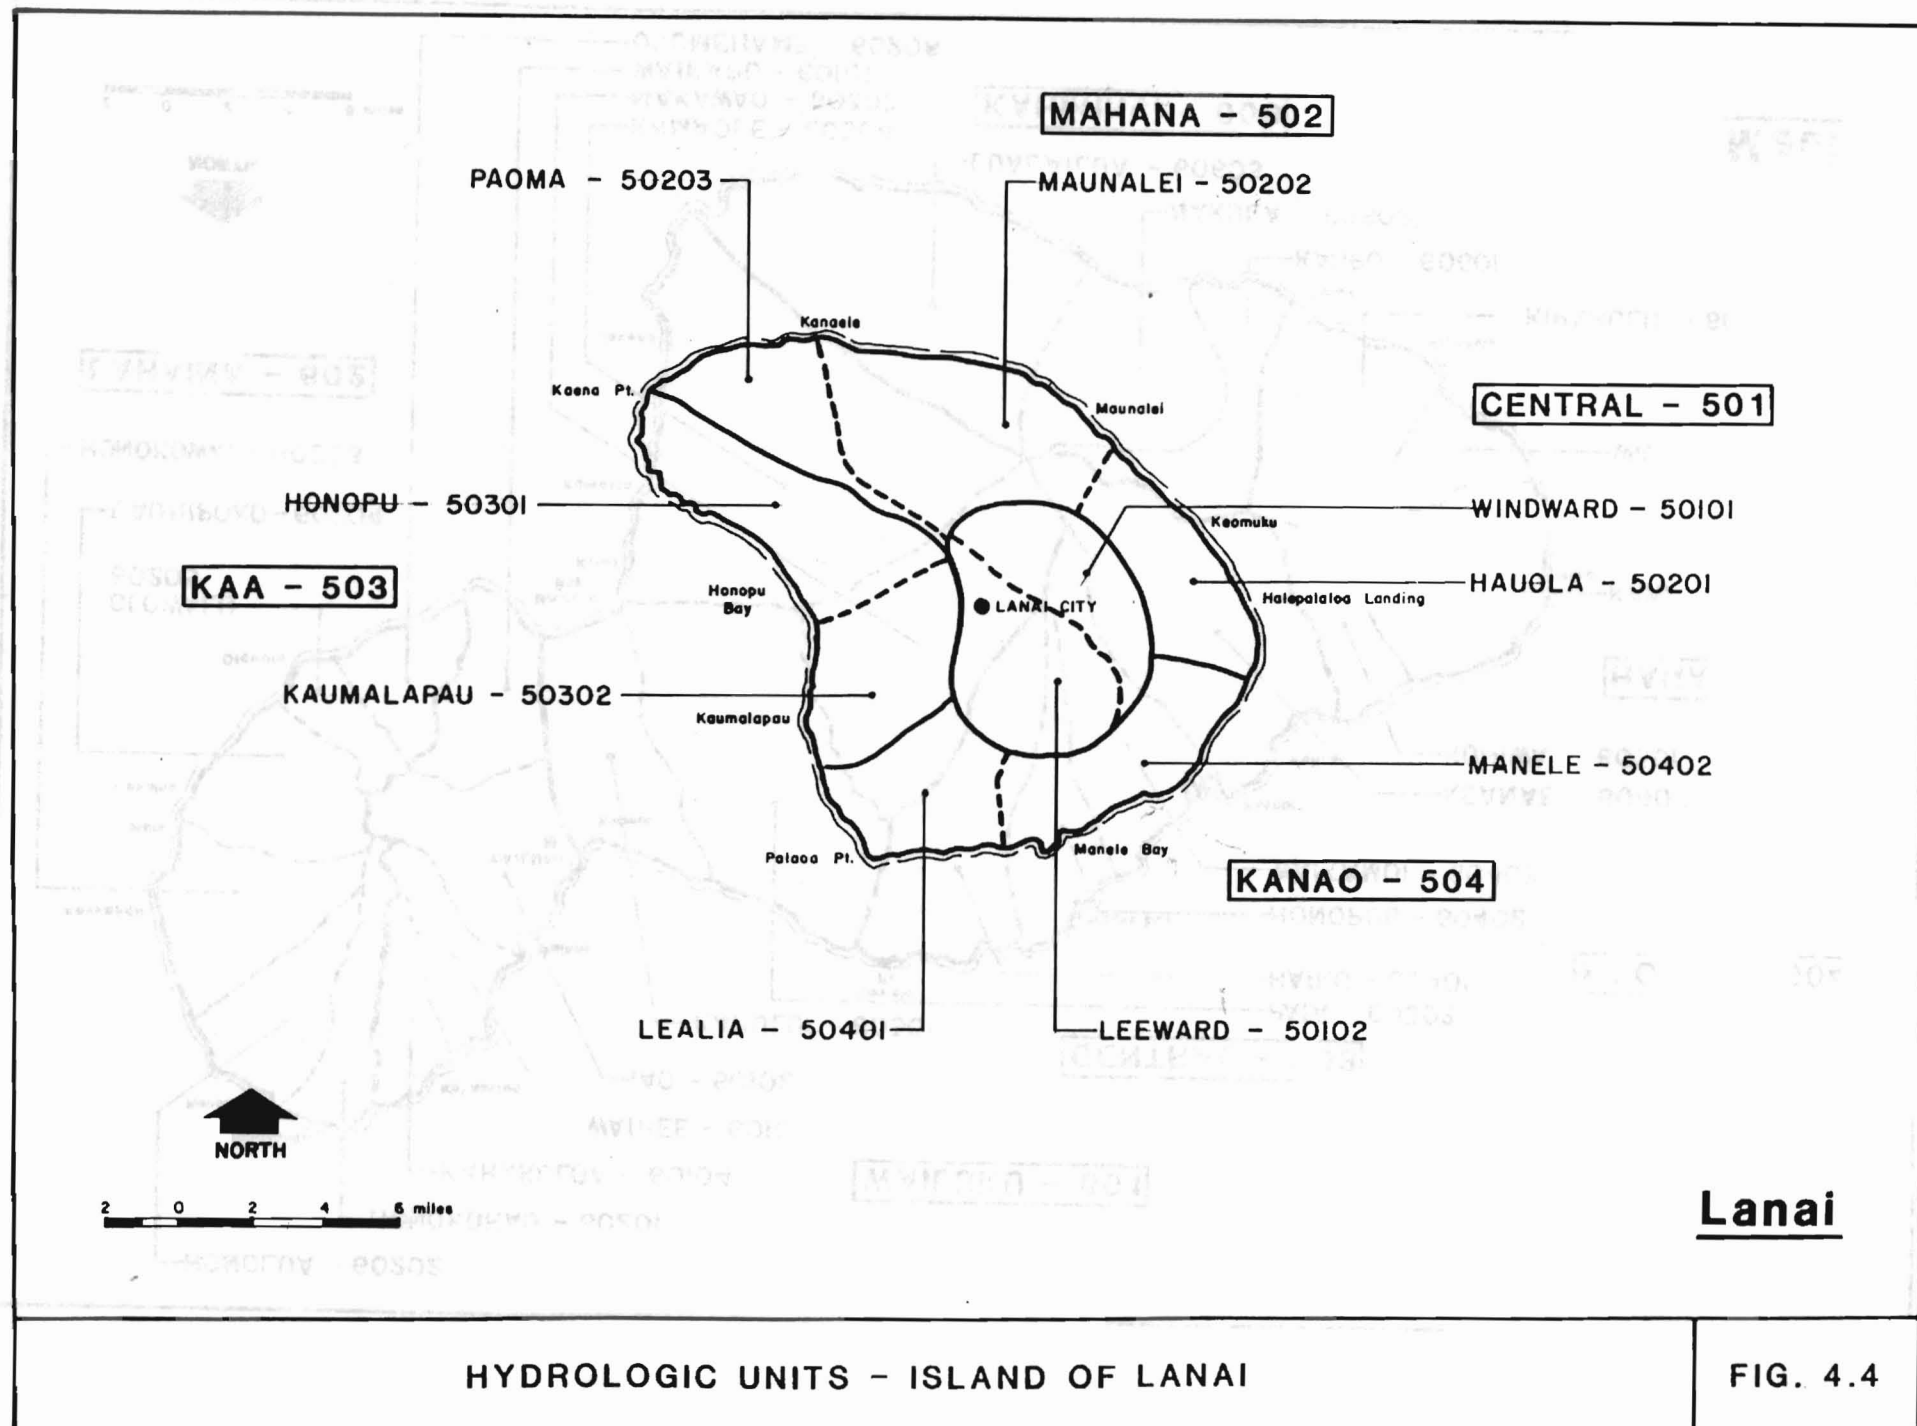 MAHANA - 502
PAOMA - 50203
MAUNALEI - 50202
Kanaele
Kaena Pt.
Maunalei
CENTRAL - 501
HONOPU - 50301
WINDWARD - 50101
Keomuku
KAA - 503
Honopu
Bay
HAUOLA - 50201
Halepalaloa Landing
LANAI CITY
KAUMALAPAU - 50302
Kaumalapau
MANELE - 50402
Palaoa Pt.
Manele Bay
KANAO - 504
LEALIA - 50401
LEEWARD - 50102
NORTH
2 0 2 4 6 miles
Lanai
HYDROLOGIC UNITS - ISLAND OF LANAI
FIG. 4.4